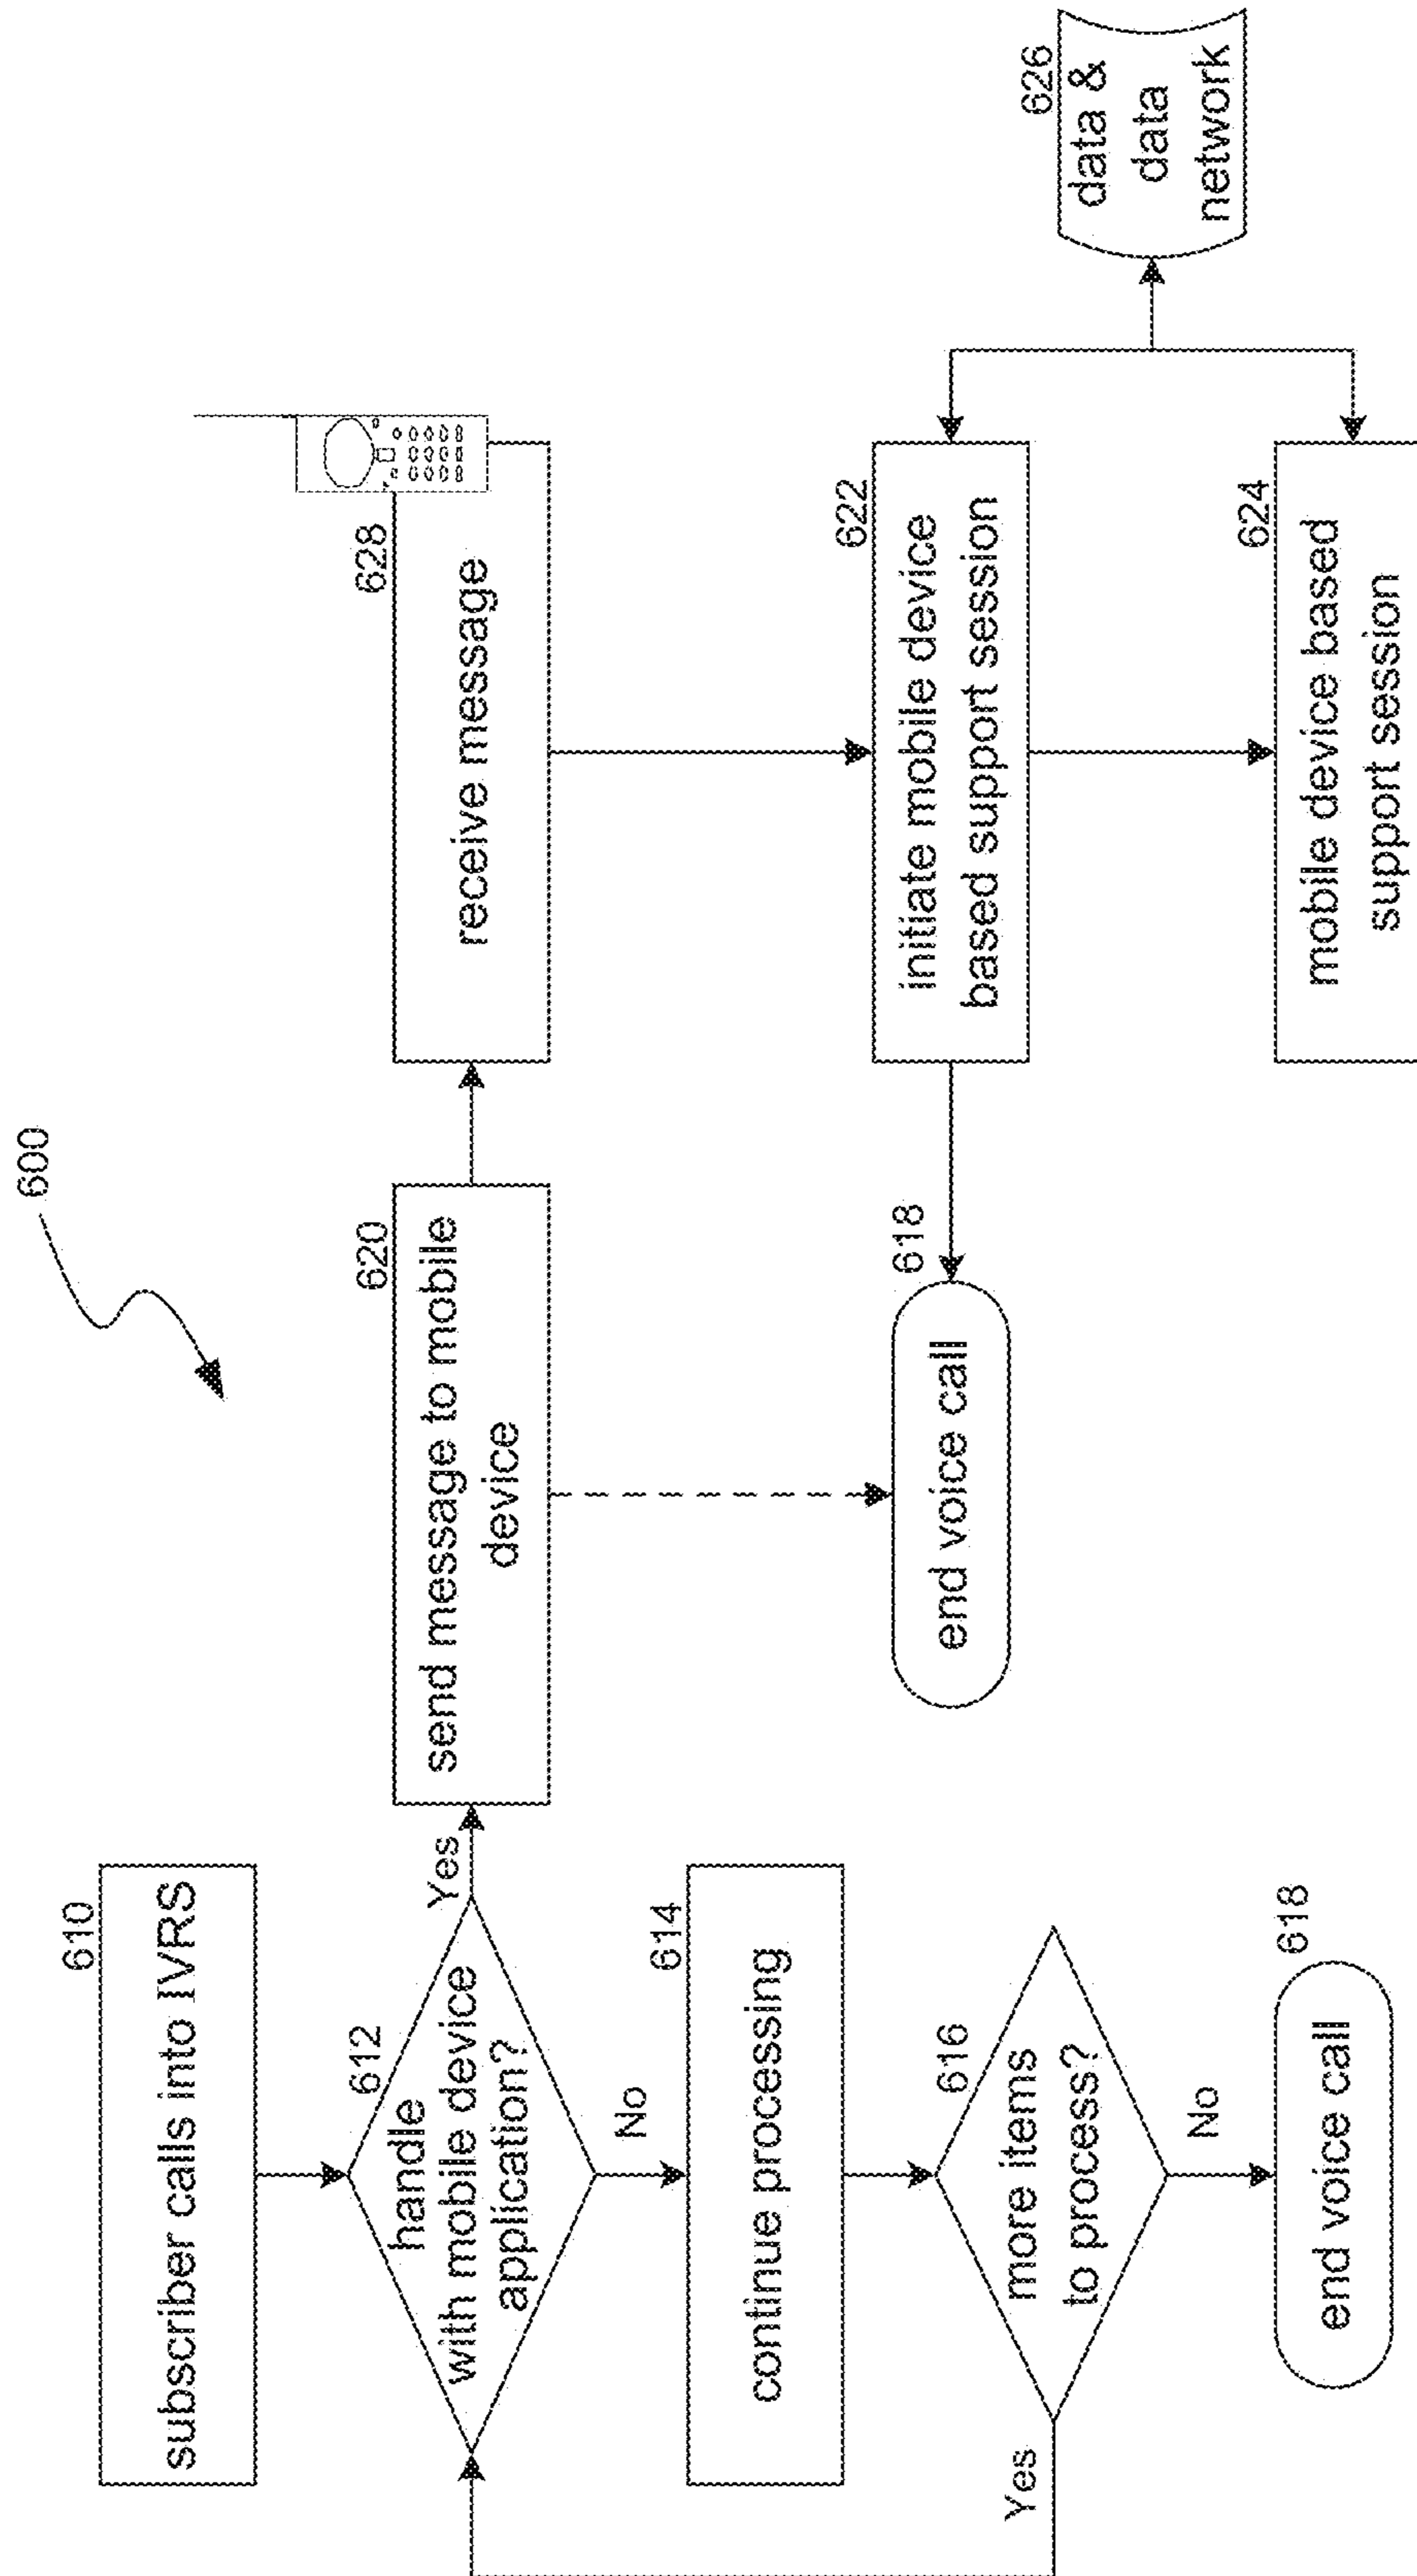 600
610
subscriber calls into IVRS
612
handle
with mobile device
application?
Yes
No
614
continue processing
616
more items
to process?
Yes
No
618
end voice call
620
send message to mobile
device
618
end voice call
628
receive message
622
initiate mobile device
based support session
624
mobile device based
support session
626
data &
data
network